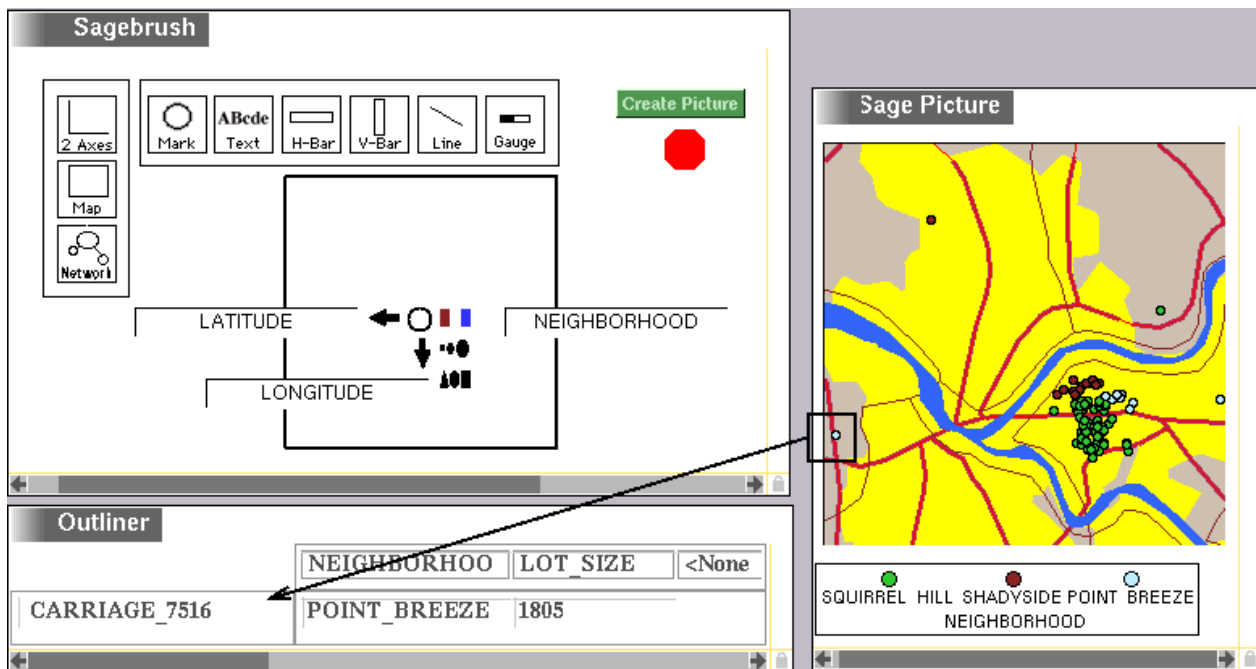 Sagebrush
Create Picture
2 Axes
Map
Network
Mark
ABcde
Text
H-Bar
V-Bar
Line
Gauge
LATITUDE
NEIGHBORHOOD
LONGITUDE
Outliner
NEIGHBORHOO LOT_SIZE <None
CARRIAGE_7516 POINT_BREEZE 1805
Sage Picture
SQUIRREL HILL SHADYSIDE POINT BREEZE
NEIGHBORHOOD